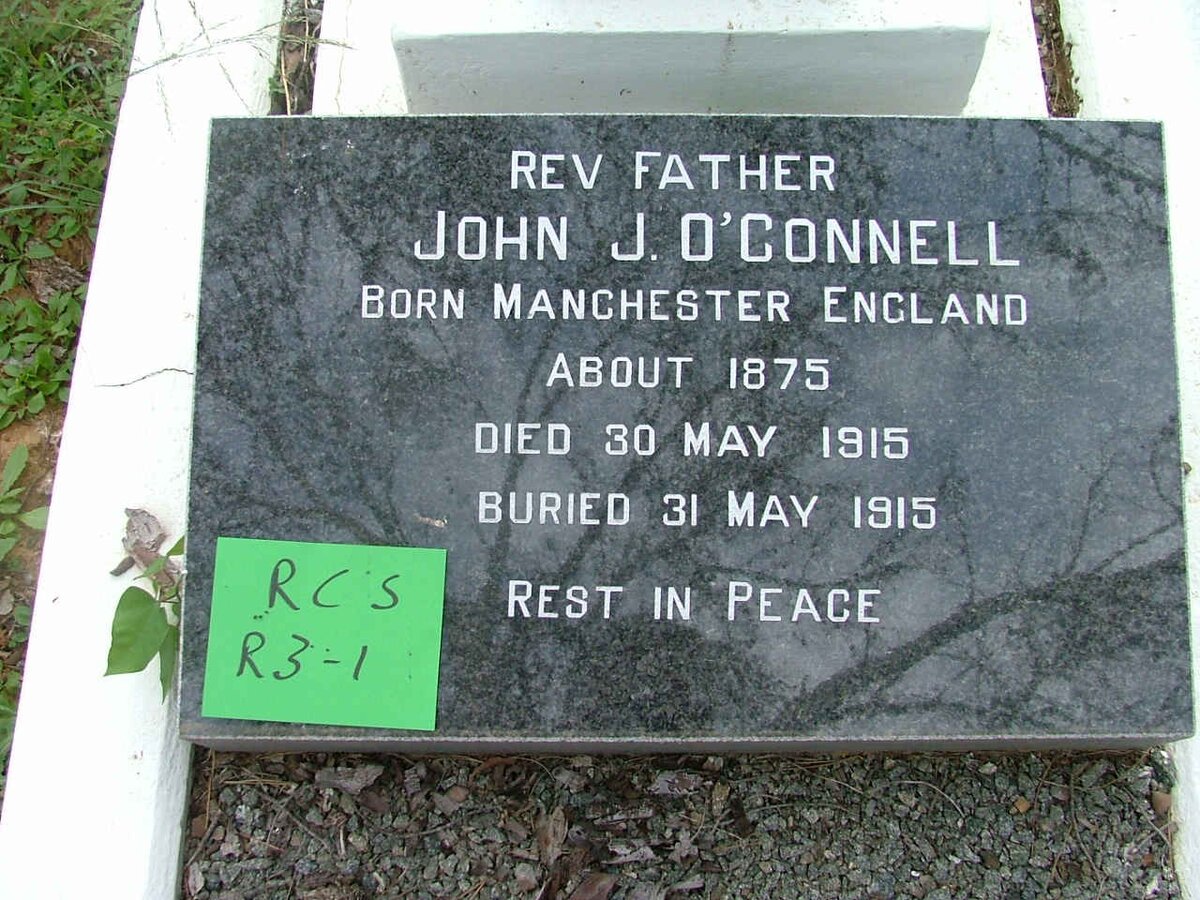 REV FATHER
JOHN J. O'CONNELL
BORN MANCHESTER ENGLAND
ABOUT 1875
DIED 30 MAY 1915
BURIED 31 MAY 1915
REST IN PEACE
RCS
R3-1